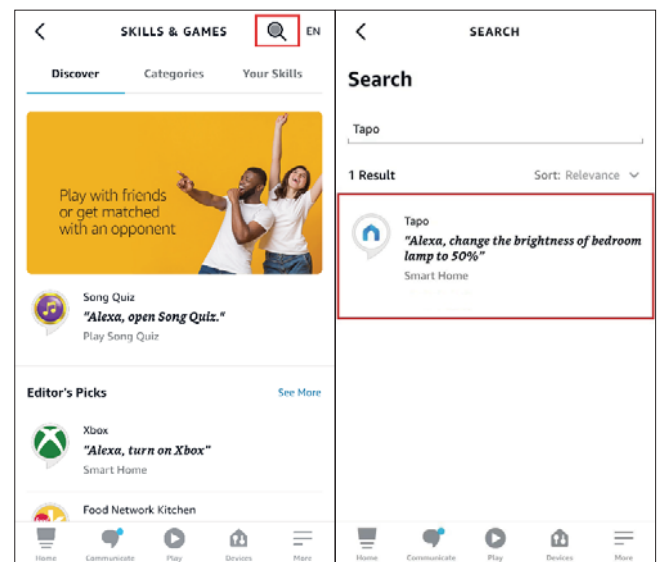 SKILLS & GAMES
EN
Discover
Categories
Your Skills
Play with friends
or get matched
with an opponent
Song Quiz
"Alexa, open Song Quiz."
Play Song Quiz
Editor's Picks
See More
Xbox
"Alexa, turn on Xbox"
Smart Home
Food Network Kitchen
Home
Communicate
Play
Devices
More
SEARCH
Search
Tapo
1 Result
Sort: Relevance
Tapo
"Alexa, change the brightness of bedroom
lamp to 50%"
Smart Home
Home
Communicate
Play
Devices
More